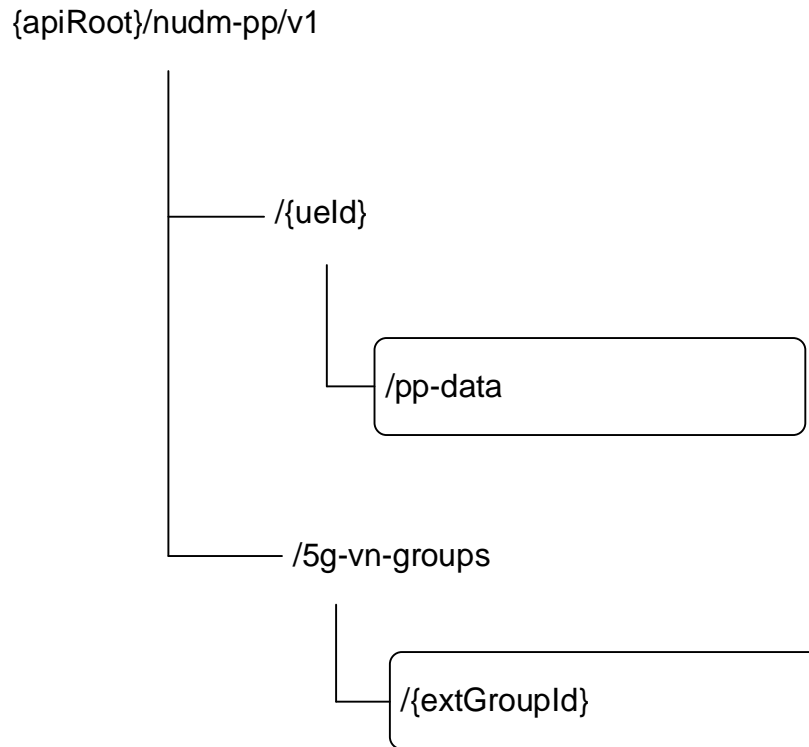 {apiRoot}/nudm-pp/v1
/{ueId}
/pp-data
/5g-vn-groups
/{extGroupId}